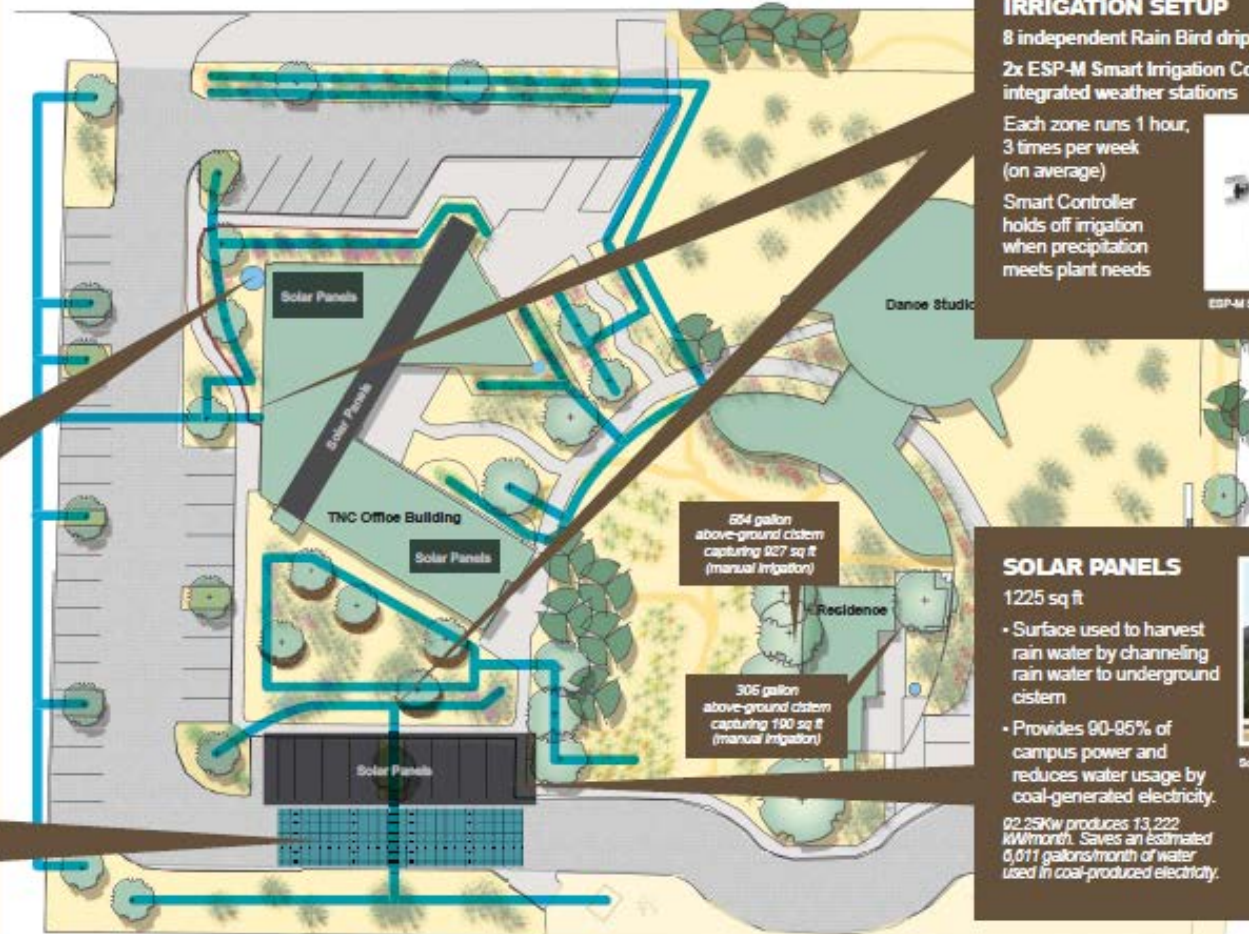 IRRIGATION SETUP
8 independent Rain Bird drip
2x ESP-M Smart Irrigation Co
integrated weather stations
Each zone runs 1 hour,
3 times per week
(on average)
Smart Controller
holds off irrigation
when precipitation
meets plant needs
ESP-M
Solar Panels
Dance Studio
Solar Panels
TNC Office Building
Solar Panels
564 gallon
above-ground cistern
capturing 927 sq ft
(manual irrigation)
Residence
305 gallon
above-ground cistern
capturing 190 sq ft
(manual irrigation)
Solar Panels
SOLAR PANELS
1225 sq ft
• Surface used to harvest
rain water by channeling
rain water to underground
cistern
• Provides 90-95% of
campus power and
reduces water usage by
coal-generated electricity.
92.25Kw produces 13,222
kW/month. Saves an estimated
6,611 gallons/month of water
used in coal-produced electricity.